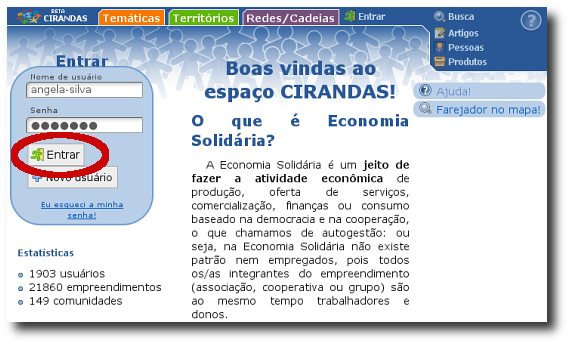 BETA
CIRANDAS
Temáticas
Territórios
Redes/Cadeias
Entrar
Busca
Artigos
Pessoas
Produtos
?
Entrar
Nome de usuário
angela-silva
Senha
Entrar
Novo usuário
Eu esqueci a minha
senha!
Estatísticas
1903 usuários
21860 empreendimentos
149 comunidades
Boas vindas ao
espaço CIRANDAS!
O que é Economia
Solidária?
A Economia Solidária é um jeito de
fazer a atividade econômica de
produção, oferta de serviços,
comercialização, finanças ou consumo
baseado na democracia e na cooperação,
o que chamamos de autogestão: ou
seja, na Economia Solidária não existe
patrão nem empregados, pois todos
os/as integrantes do empreendimento
(associação, cooperativa ou grupo) são
ao mesmo tempo trabalhadores e
donos.
? Ajuda!
Farejador no mapa!